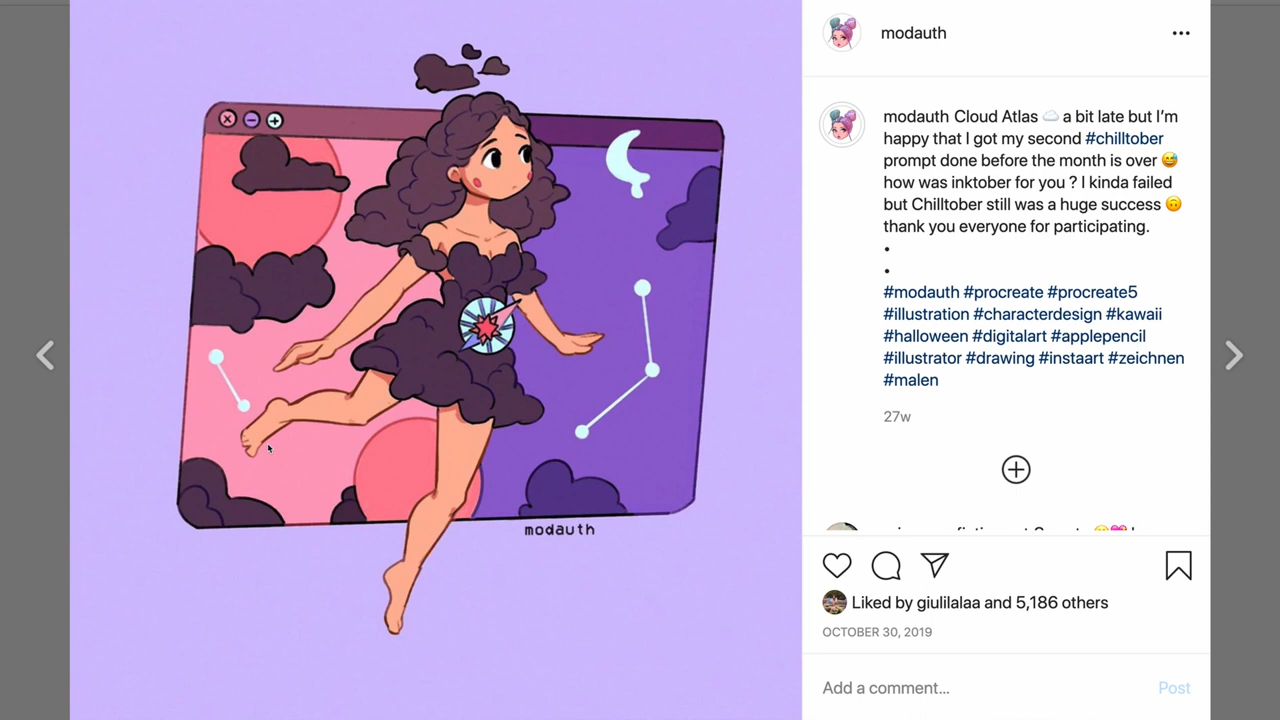 modauth
modauth Cloud Atlas ☁️ a bit late but I'm
happy that I got my second #chilltober
prompt done before the month is over 😅
how was inktober for you ? I kinda failed
but Chilltober still was a huge success 🙃
thank you everyone for participating.
•
•
#modauth #procreate #procreate5
#illustration #characterdesign #kawaii
#halloween #digitalart #applepencil
#illustrator #drawing #instaart #zeichnen
#malen
27w
modauth
Liked by giulilalaa and 5,186 others
OCTOBER 30, 2019
Add a comment...
Post